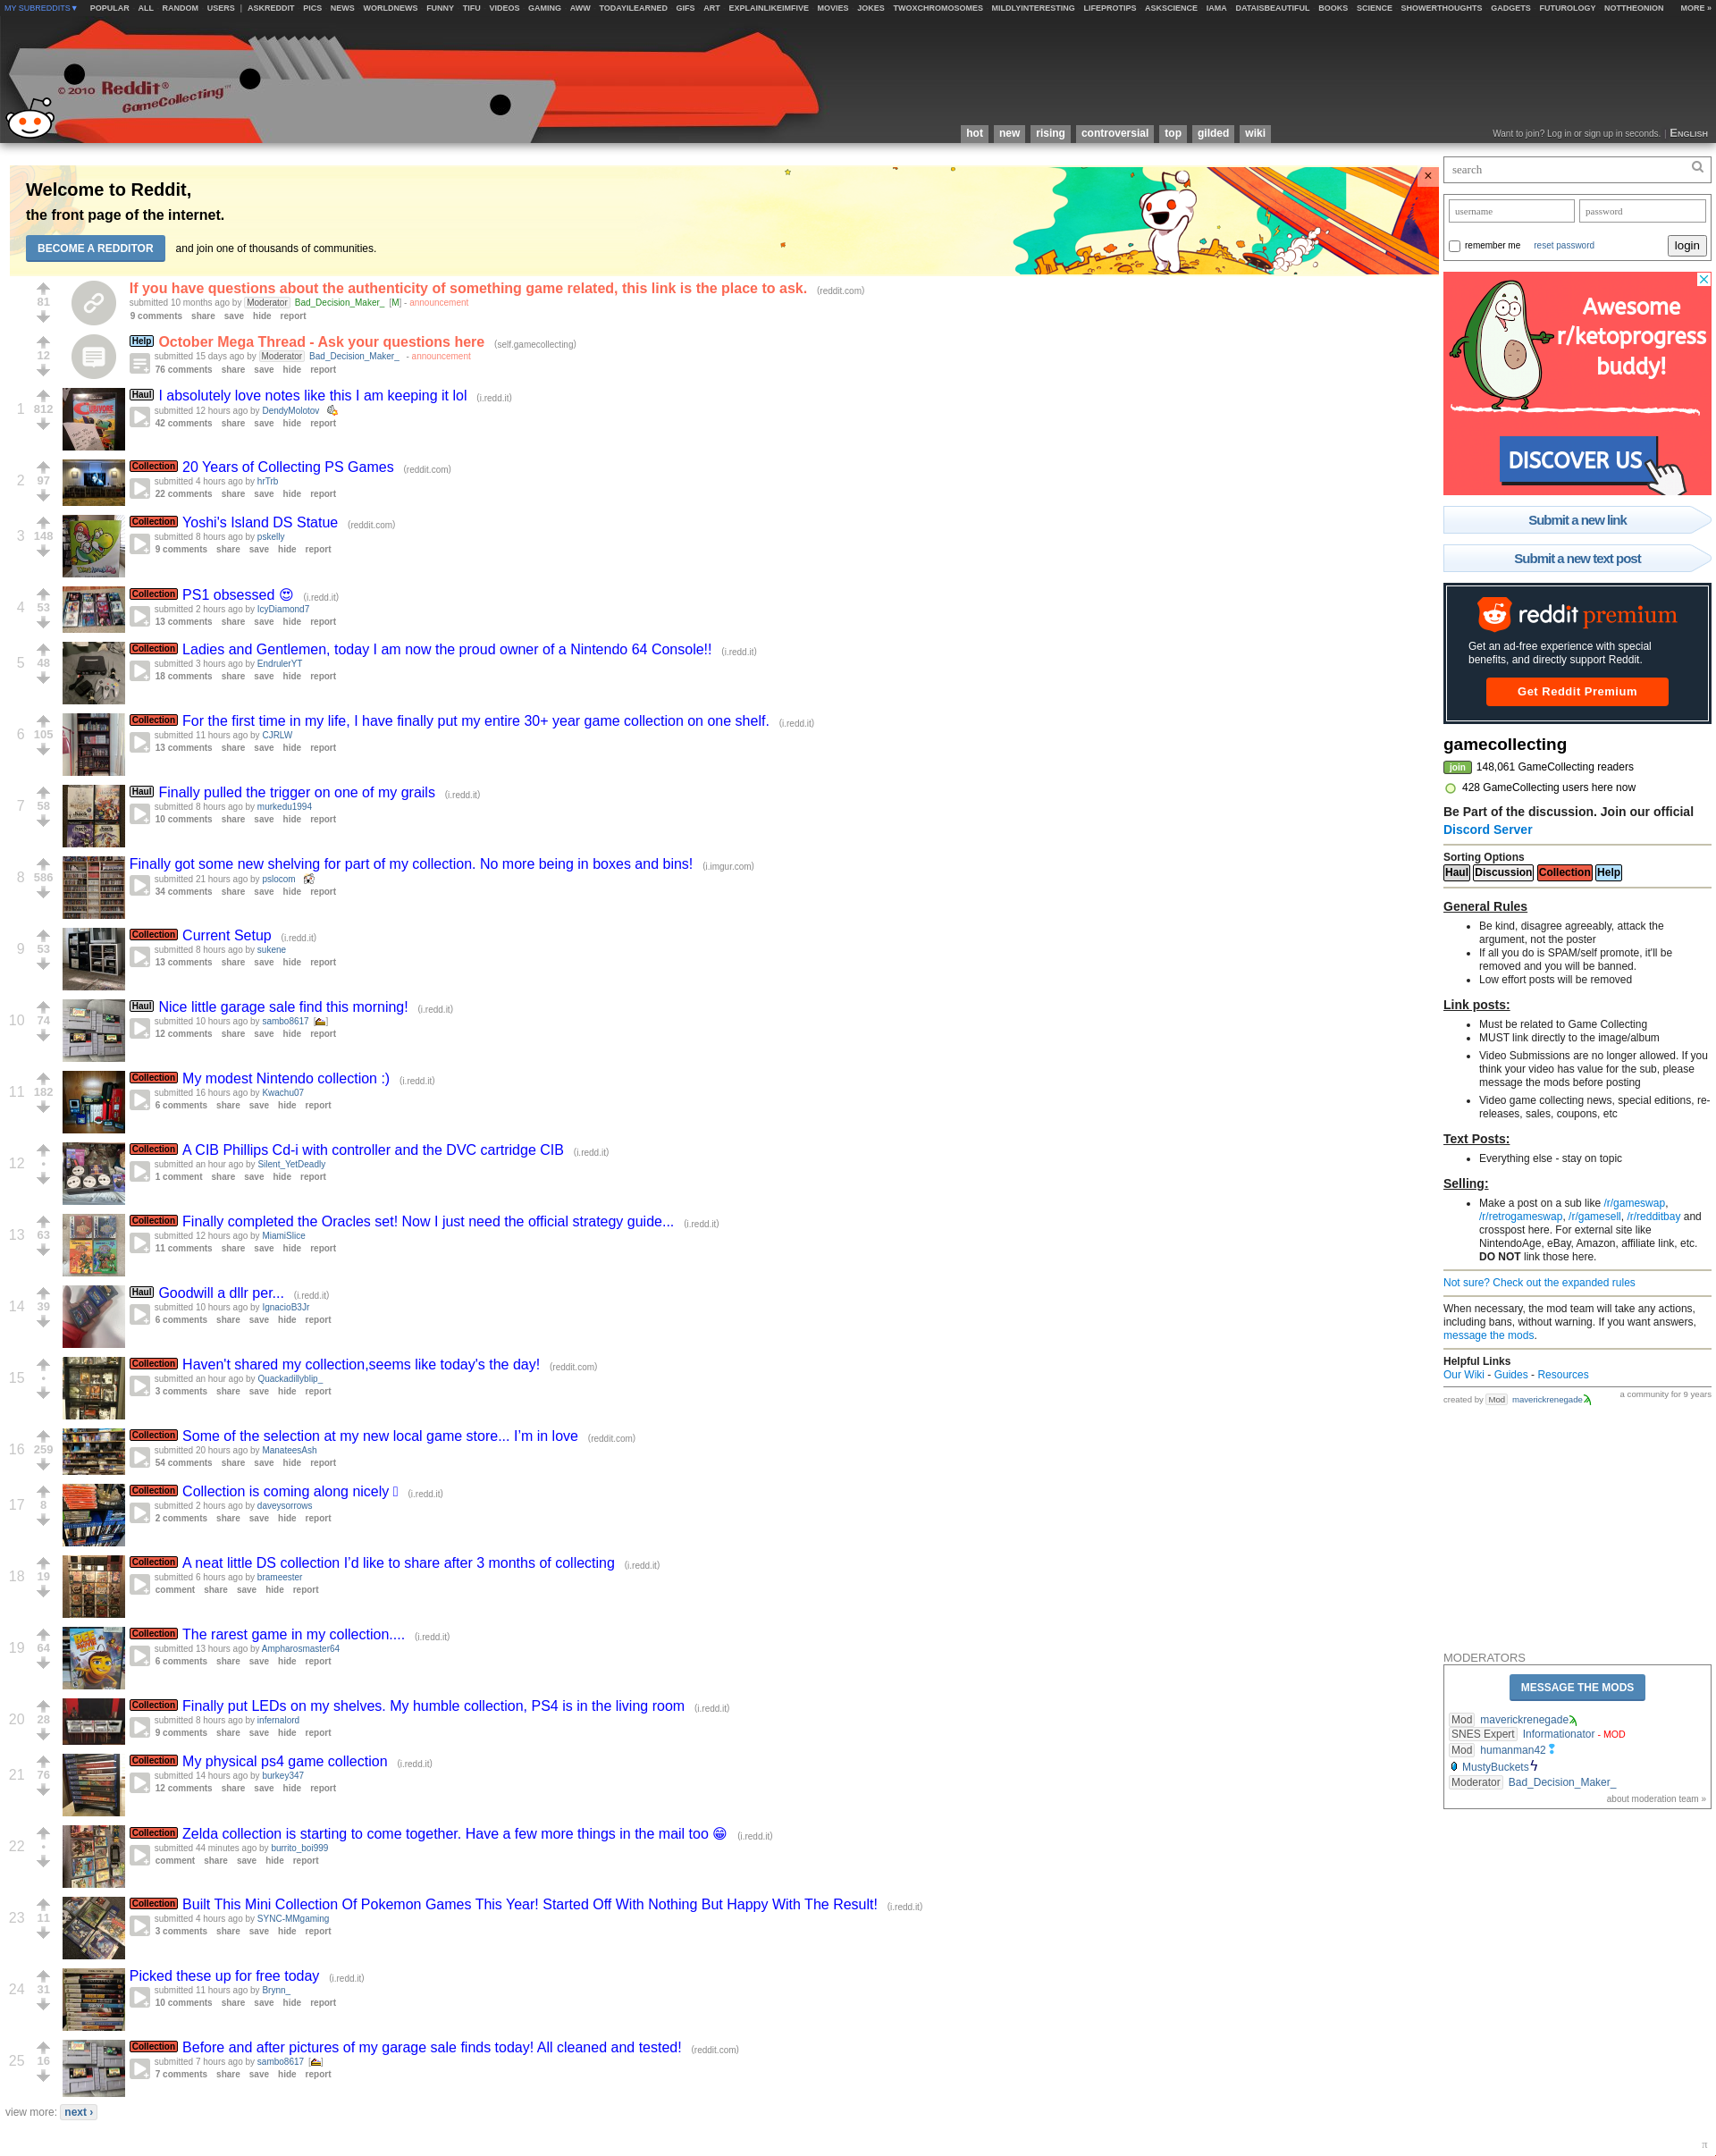 MY SUBREDDITS ▼ POPULAR ALL RANDOM USERS | ASKREDDIT PICS NEWS WORLDNEWS FUNNY TIFU VIDEOS GAMING AWW TODAYILEARNED GIFS ART EXPLAINLIKEIMFIVE MOVIES JOKES TWOXCHROMOSOMES MILDLYINTERESTING LIFEPROTIPS ASKSCIENCE IAMA DATAISBEAUTIFUL BOOKS SCIENCE SHOWERTHOUGHTS GADGETS FUTUROLOGY NOTTHEONION MORE »
© 2010 Reddit®
GameCollecting™
hot new rising controversial top gilded wiki
Want to join? Log in or sign up in seconds. | English
Welcome to Reddit,
the front page of the internet.
BECOME A REDDITOR and join one of thousands of communities.
×
81
If you have questions about the authenticity of something game related, this link is the place to ask. (reddit.com)
submitted 10 months ago by Moderator Bad_Decision_Maker_ [M] - announcement
9 comments share save hide report
12
Help October Mega Thread - Ask your questions here (self.gamecollecting)
submitted 15 days ago by Moderator Bad_Decision_Maker_ - announcement
76 comments share save hide report
1 812
Haul I absolutely love notes like this I am keeping it lol (i.redd.it)
submitted 12 hours ago by DendyMolotov
42 comments share save hide report
2 97
Collection 20 Years of Collecting PS Games (reddit.com)
submitted 4 hours ago by hrTrb
22 comments share save hide report
3 148
Collection Yoshi's Island DS Statue (reddit.com)
submitted 8 hours ago by pskelly
9 comments share save hide report
4 53
Collection PS1 obsessed 😍 (i.redd.it)
submitted 2 hours ago by IcyDiamond7
13 comments share save hide report
5 48
Collection Ladies and Gentlemen, today I am now the proud owner of a Nintendo 64 Console!! (i.redd.it)
submitted 3 hours ago by EndrulerYT
18 comments share save hide report
6 105
Collection For the first time in my life, I have finally put my entire 30+ year game collection on one shelf. (i.redd.it)
submitted 11 hours ago by CJRLW
13 comments share save hide report
7 58
Haul Finally pulled the trigger on one of my grails (i.redd.it)
submitted 8 hours ago by murkedu1994
10 comments share save hide report
8 586
Finally got some new shelving for part of my collection. No more being in boxes and bins! (i.imgur.com)
submitted 21 hours ago by pslocom
34 comments share save hide report
9 53
Collection Current Setup (i.redd.it)
submitted 8 hours ago by sukene
13 comments share save hide report
10 74
Haul Nice little garage sale find this morning! (i.redd.it)
submitted 10 hours ago by sambo8617
12 comments share save hide report
11 182
Collection My modest Nintendo collection :) (i.redd.it)
submitted 16 hours ago by Kwachu07
6 comments share save hide report
12 •
Collection A CIB Phillips Cd-i with controller and the DVC cartridge CIB (i.redd.it)
submitted an hour ago by Silent_YetDeadly
1 comment share save hide report
13 63
Collection Finally completed the Oracles set! Now I just need the official strategy guide... (i.redd.it)
submitted 12 hours ago by MiamiSlice
11 comments share save hide report
14 39
Haul Goodwill a dllr per... (i.redd.it)
submitted 10 hours ago by IgnacioB3Jr
6 comments share save hide report
15 •
Collection Haven't shared my collection,seems like today's the day! (reddit.com)
submitted an hour ago by Quackadillyblip_
3 comments share save hide report
16 259
Collection Some of the selection at my new local game store... I'm in love (reddit.com)
submitted 20 hours ago by ManateesAsh
54 comments share save hide report
17 8
Collection Collection is coming along nicely (i.redd.it)
submitted 2 hours ago by daveysorrows
2 comments share save hide report
18 19
Collection A neat little DS collection I'd like to share after 3 months of collecting (i.redd.it)
submitted 6 hours ago by brameester
comment share save hide report
19 64
Collection The rarest game in my collection.... (i.redd.it)
submitted 13 hours ago by Ampharosmaster64
6 comments share save hide report
20 28
Collection Finally put LEDs on my shelves. My humble collection, PS4 is in the living room (i.redd.it)
submitted 8 hours ago by infernalord
9 comments share save hide report
21 76
Collection My physical ps4 game collection (i.redd.it)
submitted 14 hours ago by burkey347
12 comments share save hide report
22 •
Collection Zelda collection is starting to come together. Have a few more things in the mail too 😁 (i.redd.it)
submitted 44 minutes ago by burrito_boi999
comment share save hide report
23 11
Collection Built This Mini Collection Of Pokemon Games This Year! Started Off With Nothing But Happy With The Result! (i.redd.it)
submitted 4 hours ago by SYNC-MMgaming
3 comments share save hide report
24 31
Picked these up for free today (i.redd.it)
submitted 11 hours ago by Brynn_
10 comments share save hide report
25 16
Collection Before and after pictures of my garage sale finds today! All cleaned and tested! (reddit.com)
submitted 7 hours ago by sambo8617
7 comments share save hide report
view more: next ›
search
username password
remember me reset password login
Awesome
r/ketoprogress
buddy!
DISCOVER US
Submit a new link
Submit a new text post
reddit premium
Get an ad-free experience with special
benefits, and directly support Reddit.
Get Reddit Premium
gamecollecting
join 148,061 GameCollecting readers
428 GameCollecting users here now
Be Part of the discussion. Join our official
Discord Server
Sorting Options
Haul Discussion Collection Help
General Rules
• Be kind, disagree agreeably, attack the
argument, not the poster
• If all you do is SPAM/self promote, it'll be
removed and you will be banned.
• Low effort posts will be removed
Link posts:
• Must be related to Game Collecting
• MUST link directly to the image/album
• Video Submissions are no longer allowed. If you
think your video has value for the sub, please
message the mods before posting
• Video game collecting news, special editions, re-
releases, sales, coupons, etc
Text Posts:
• Everything else - stay on topic
Selling:
• Make a post on a sub like /r/gameswap,
/r/retrogameswap, /r/gamesell, /r/redditbay and
crosspost here. For external site like
NintendoAge, eBay, Amazon, affiliate link, etc.
DO NOT link those here.
Not sure? Check out the expanded rules
When necessary, the mod team will take any actions,
including bans, without warning. If you want answers,
message the mods.
Helpful Links
Our Wiki - Guides - Resources
created by Mod maverickrenegade a community for 9 years
MODERATORS
MESSAGE THE MODS
Mod maverickrenegade
SNES Expert Informationator - MOD
Mod humanman42
MustyBuckets
Moderator Bad_Decision_Maker_
about moderation team »
π